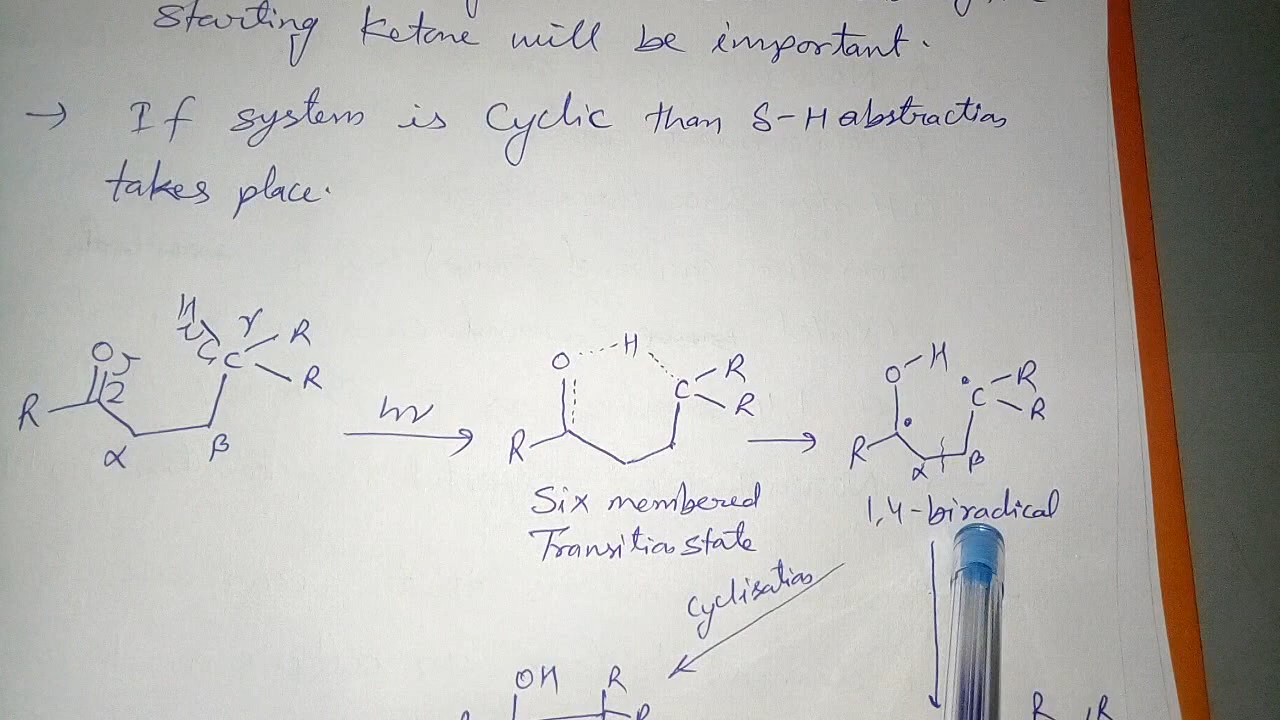 starting Ketone will be important.
→ If system is Cyclic than δ-H abstraction
takes place.
H
O C γ R
R
R
α β
hν
O H
C R
R
R
Six membered
Transition state
O H
C R
R
R
α β
1,4-biradical
Cyclisation
OH R
R
R R